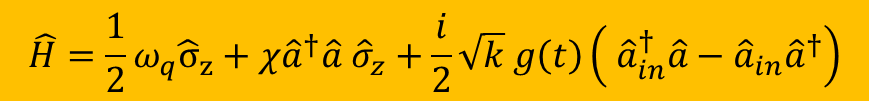 Ĥ = 1/2 ω_q σ̂_z + χ â† â σ̂_z + i/2 √k g(t) ( â†_in â − â_in â† )